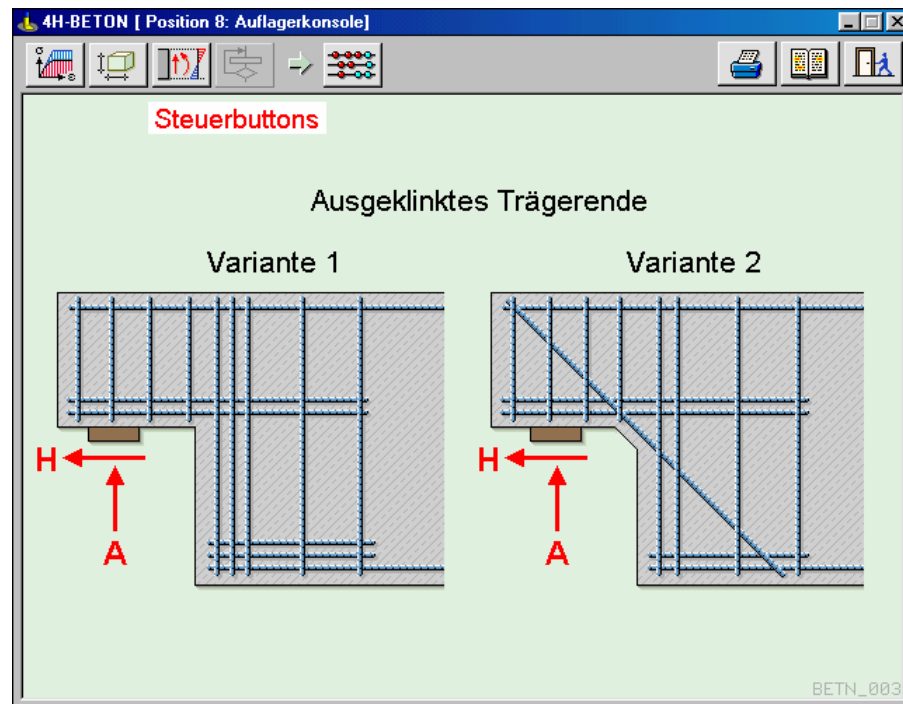 4H-BETON [ Position 8: Auflagerkonsole]
Steuerbuttons
Ausgeklinktes Trägerende
Variante 1
Variante 2
H
A
H
A
BETN_003